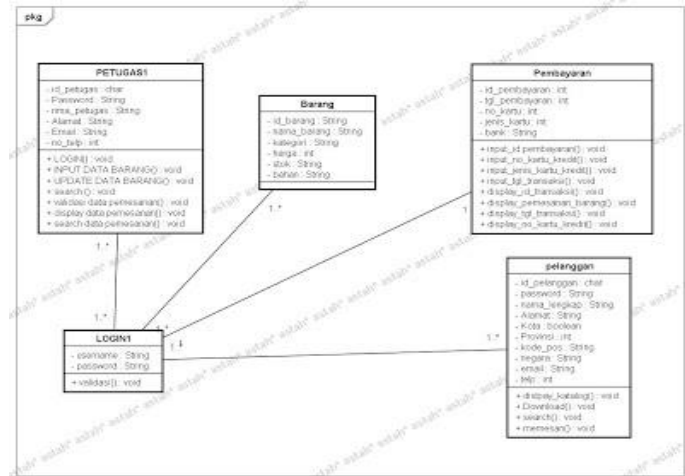 pkg
PETUGAS1
- id_petugas : char
- Password : String
- nma_petugas : String
- Alamat : String
- Email : String
- no_telp : int
+ LOGIN() : void
+ INPUT DATA BARANG() : void
+ UPDATE DATA BARANG() : void
+ search() : void
+ validasi data pemesanan() : void
+ display data pemesanan() : void
+ search data pemesanan() : void
1..*
1..*
Barang
- id_barang : String
- nama_barang : String
- kategori : String
- harga : int
- stok : String
- bahan : String
1..*
Pembayaran
- id_pembayaran : int
- tgl_pembayaran : int
- no_kartu : int
- jenis_kartu : int
- bank : String
+ input_id pembayaran() : void
+ input_no_kartu_kredit() : void
+ input_jenis_kartu_kredit() : void
+ input_tgl_transaksi() : void
+ display_id_transaksi() : void
+ display_pemesanan_barang() : void
+ display_tgl_transaksi() : void
+ display_no_kartu_kredit() : void
1
LOGIN1
- username : String
- password : String
+ validasi() : void
1
1..*
pelanggan
- id_pelanggan : char
- password : String
- nama_lengkap : String
- Alamat : String
- Kota : boolean
- Provinsi : int
- kode_pos : String
- negara : String
- email : String
- telp : int
+ distpay_katalog() : void
+ Download() : void
+ search() : void
+ memesan() : void